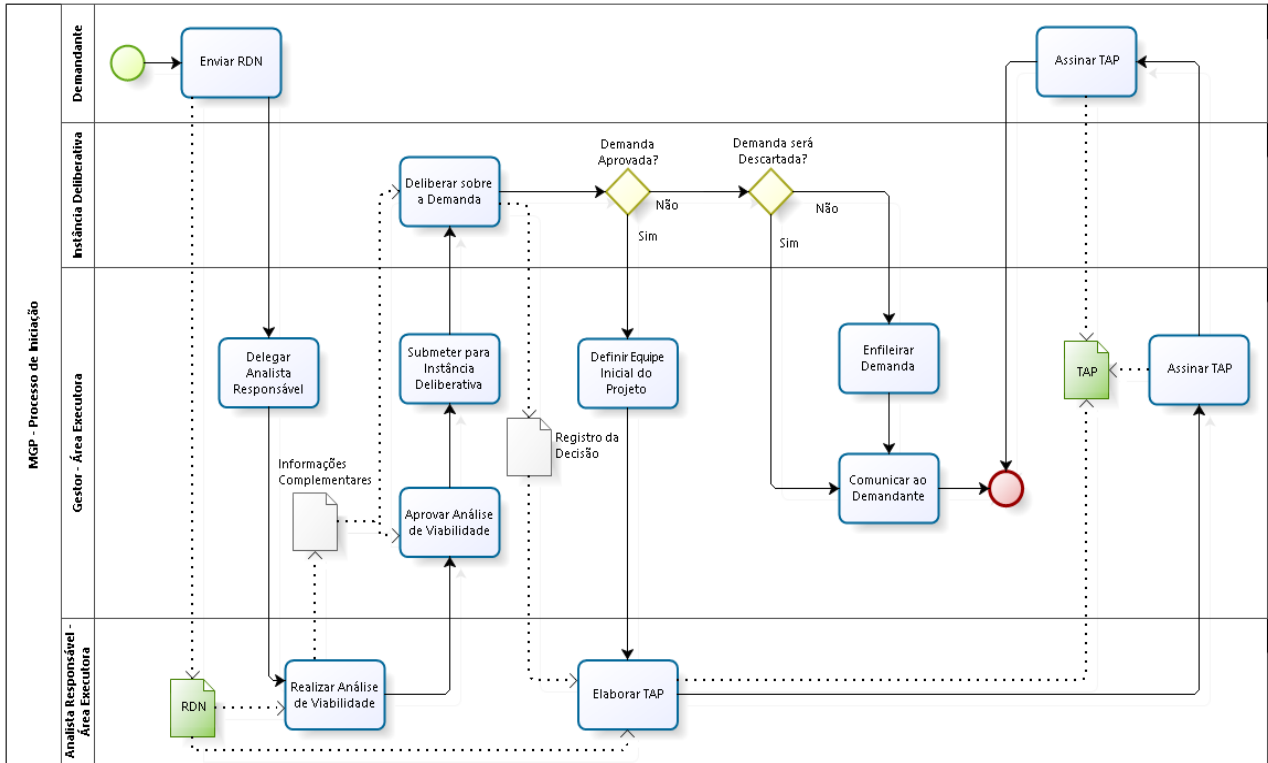 MGP - Processo de Iniciação
Demandante
Enviar RDN
Assinar TAP
Instância Deliberativa
Deliberar sobre
a Demanda
Demanda
Aprovada?
Não
Sim
Demanda será
Descartada?
Não
Sim
Gestor - Área Executora
Delegar
Analista
Responsável
Submeter para
Instância
Deliberativa
Definir Equipe
Inicial do
Projeto
Enfileirar
Demanda
TAP
Assinar TAP
Informações
Complementares
Registro da
Decisão
Aprovar Análise
de Viabilidade
Comunicar ao
Demandante
Analista Responsável -
Área Executora
RDN
Realizar Análise
de Viabilidade
Elaborar TAP